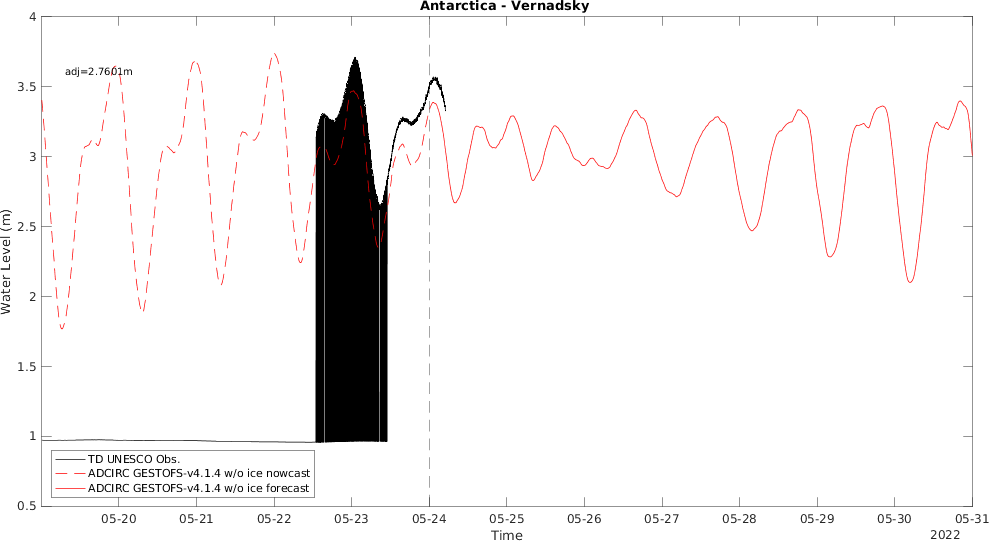 Antarctica - Vernadsky
adj=2.7601m
Water Level (m)
4
3.5
3
2.5
2
1.5
1
0.5
TD UNESCO Obs.
ADCIRC GESTOFS-v4.1.4 w/o ice nowcast
ADCIRC GESTOFS-v4.1.4 w/o ice forecast
05-20 05-21 05-22 05-23 05-24 05-25 05-26 05-27 05-28 05-29 05-30 05-31
Time
2022